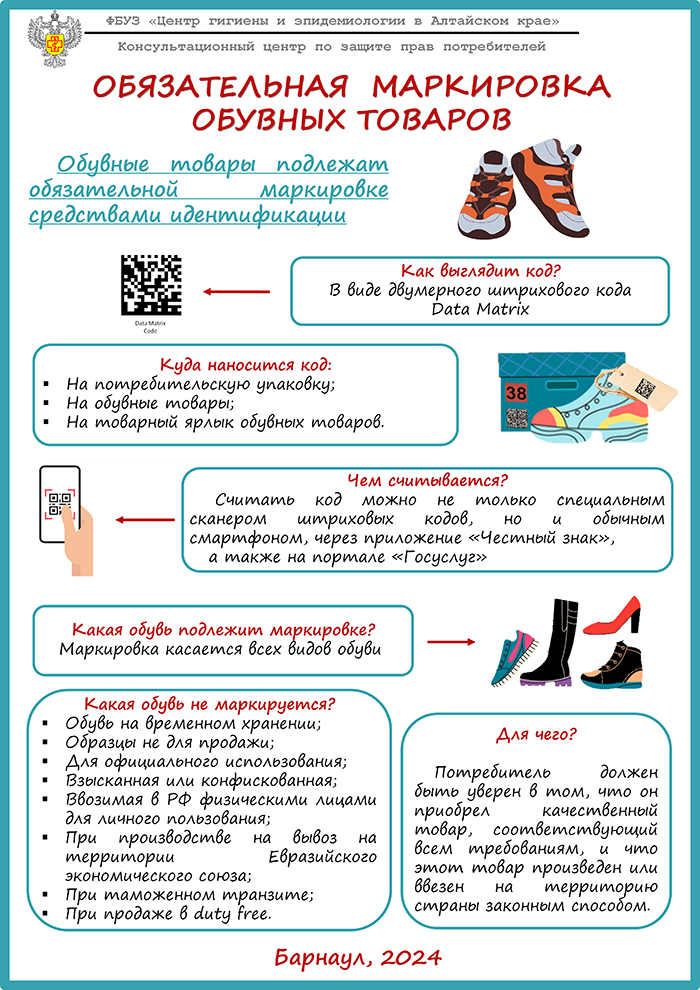 ФБУЗ «Центр гигиены и эпидемиологии в Алтайском крае»
Консультационный центр по защите прав потребителей
ОБЯЗАТЕЛЬНАЯ МАРКИРОВКА
ОБУВНЫХ ТОВАРОВ
Обувные товары подлежат
обязательной маркировке
средствами идентификации
Data Matrix
Code
Как выглядит код?
В виде двумерного штрихового кода
Data Matrix
Куда наносится код:
▪ На потребительскую упаковку;
▪ На обувные товары;
▪ На товарный ярлык обувных товаров.
38
Чем считывается?
Считать код можно не только специальным
сканером штриховых кодов, но и обычным
смартфоном, через приложение «Честный знак»,
а также на портале «Госуслуг»
Какая обувь подлежит маркировке?
Маркировка касается всех видов обуви
Какая обувь не маркируется?
▪ Обувь на временном хранении;
▪ Образцы не для продажи;
▪ Для официального использования;
▪ Взысканная или конфискованная;
▪ Ввозимая в РФ физическими лицами
для личного пользования;
▪ При производстве на вывоз на
территории Евразийского
экономического союза;
▪ При таможенном транзите;
▪ При продаже в duty free.
Для чего?
Потребитель должен
быть уверен в том, что он
приобрел качественный
товар, соответствующий
всем требованиям, и что
этот товар произведен или
ввезен на территорию
страны законным способом.
Барнаул, 2024